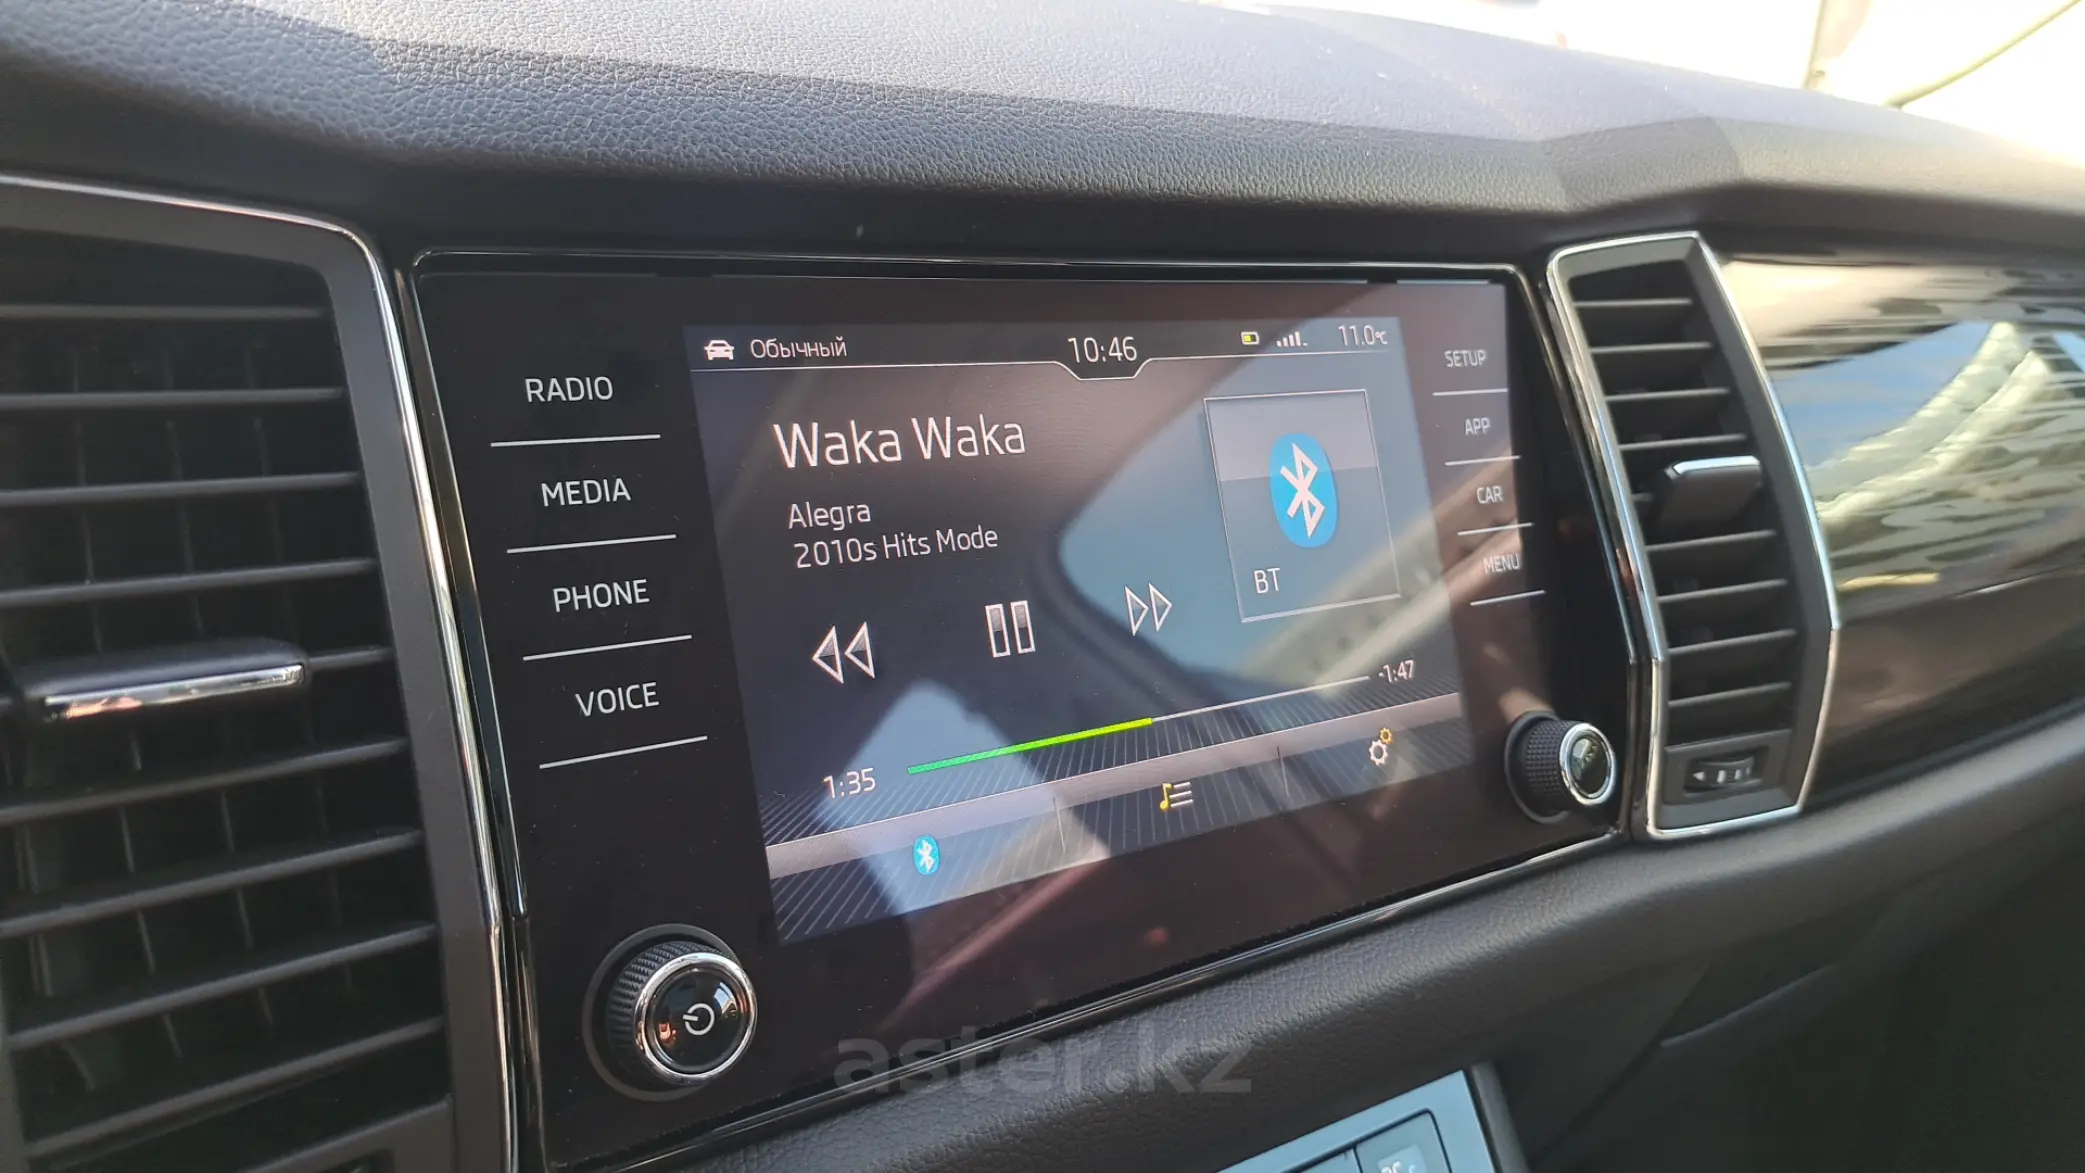 Обычный
10:46
11.0°C
RADIO
MEDIA
PHONE
VOICE
SETUP
APP
CAR
MENU
Waka Waka
Alegra
2010s Hits Mode
BT
1:35
-1:47
aster.kz